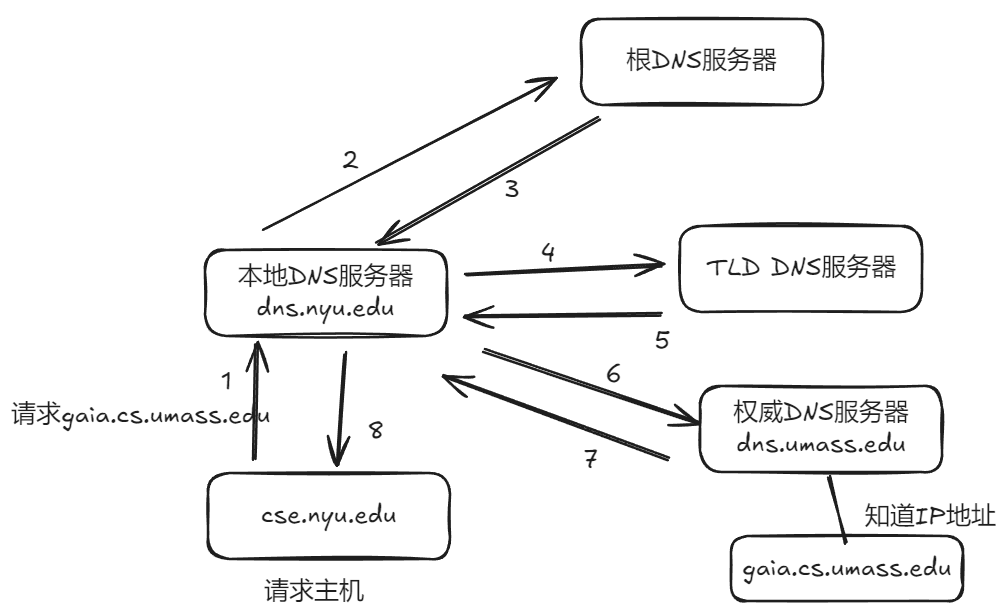 根DNS服务器
2
3
本地DNS服务器
dns.nyu.edu
4
TLD DNS服务器
5
1
6
请求gaia.cs.umass.edu
权威DNS服务器
dns.umass.edu
8
7
cse.nyu.edu
知道IP地址
gaia.cs.umass.edu
请求主机